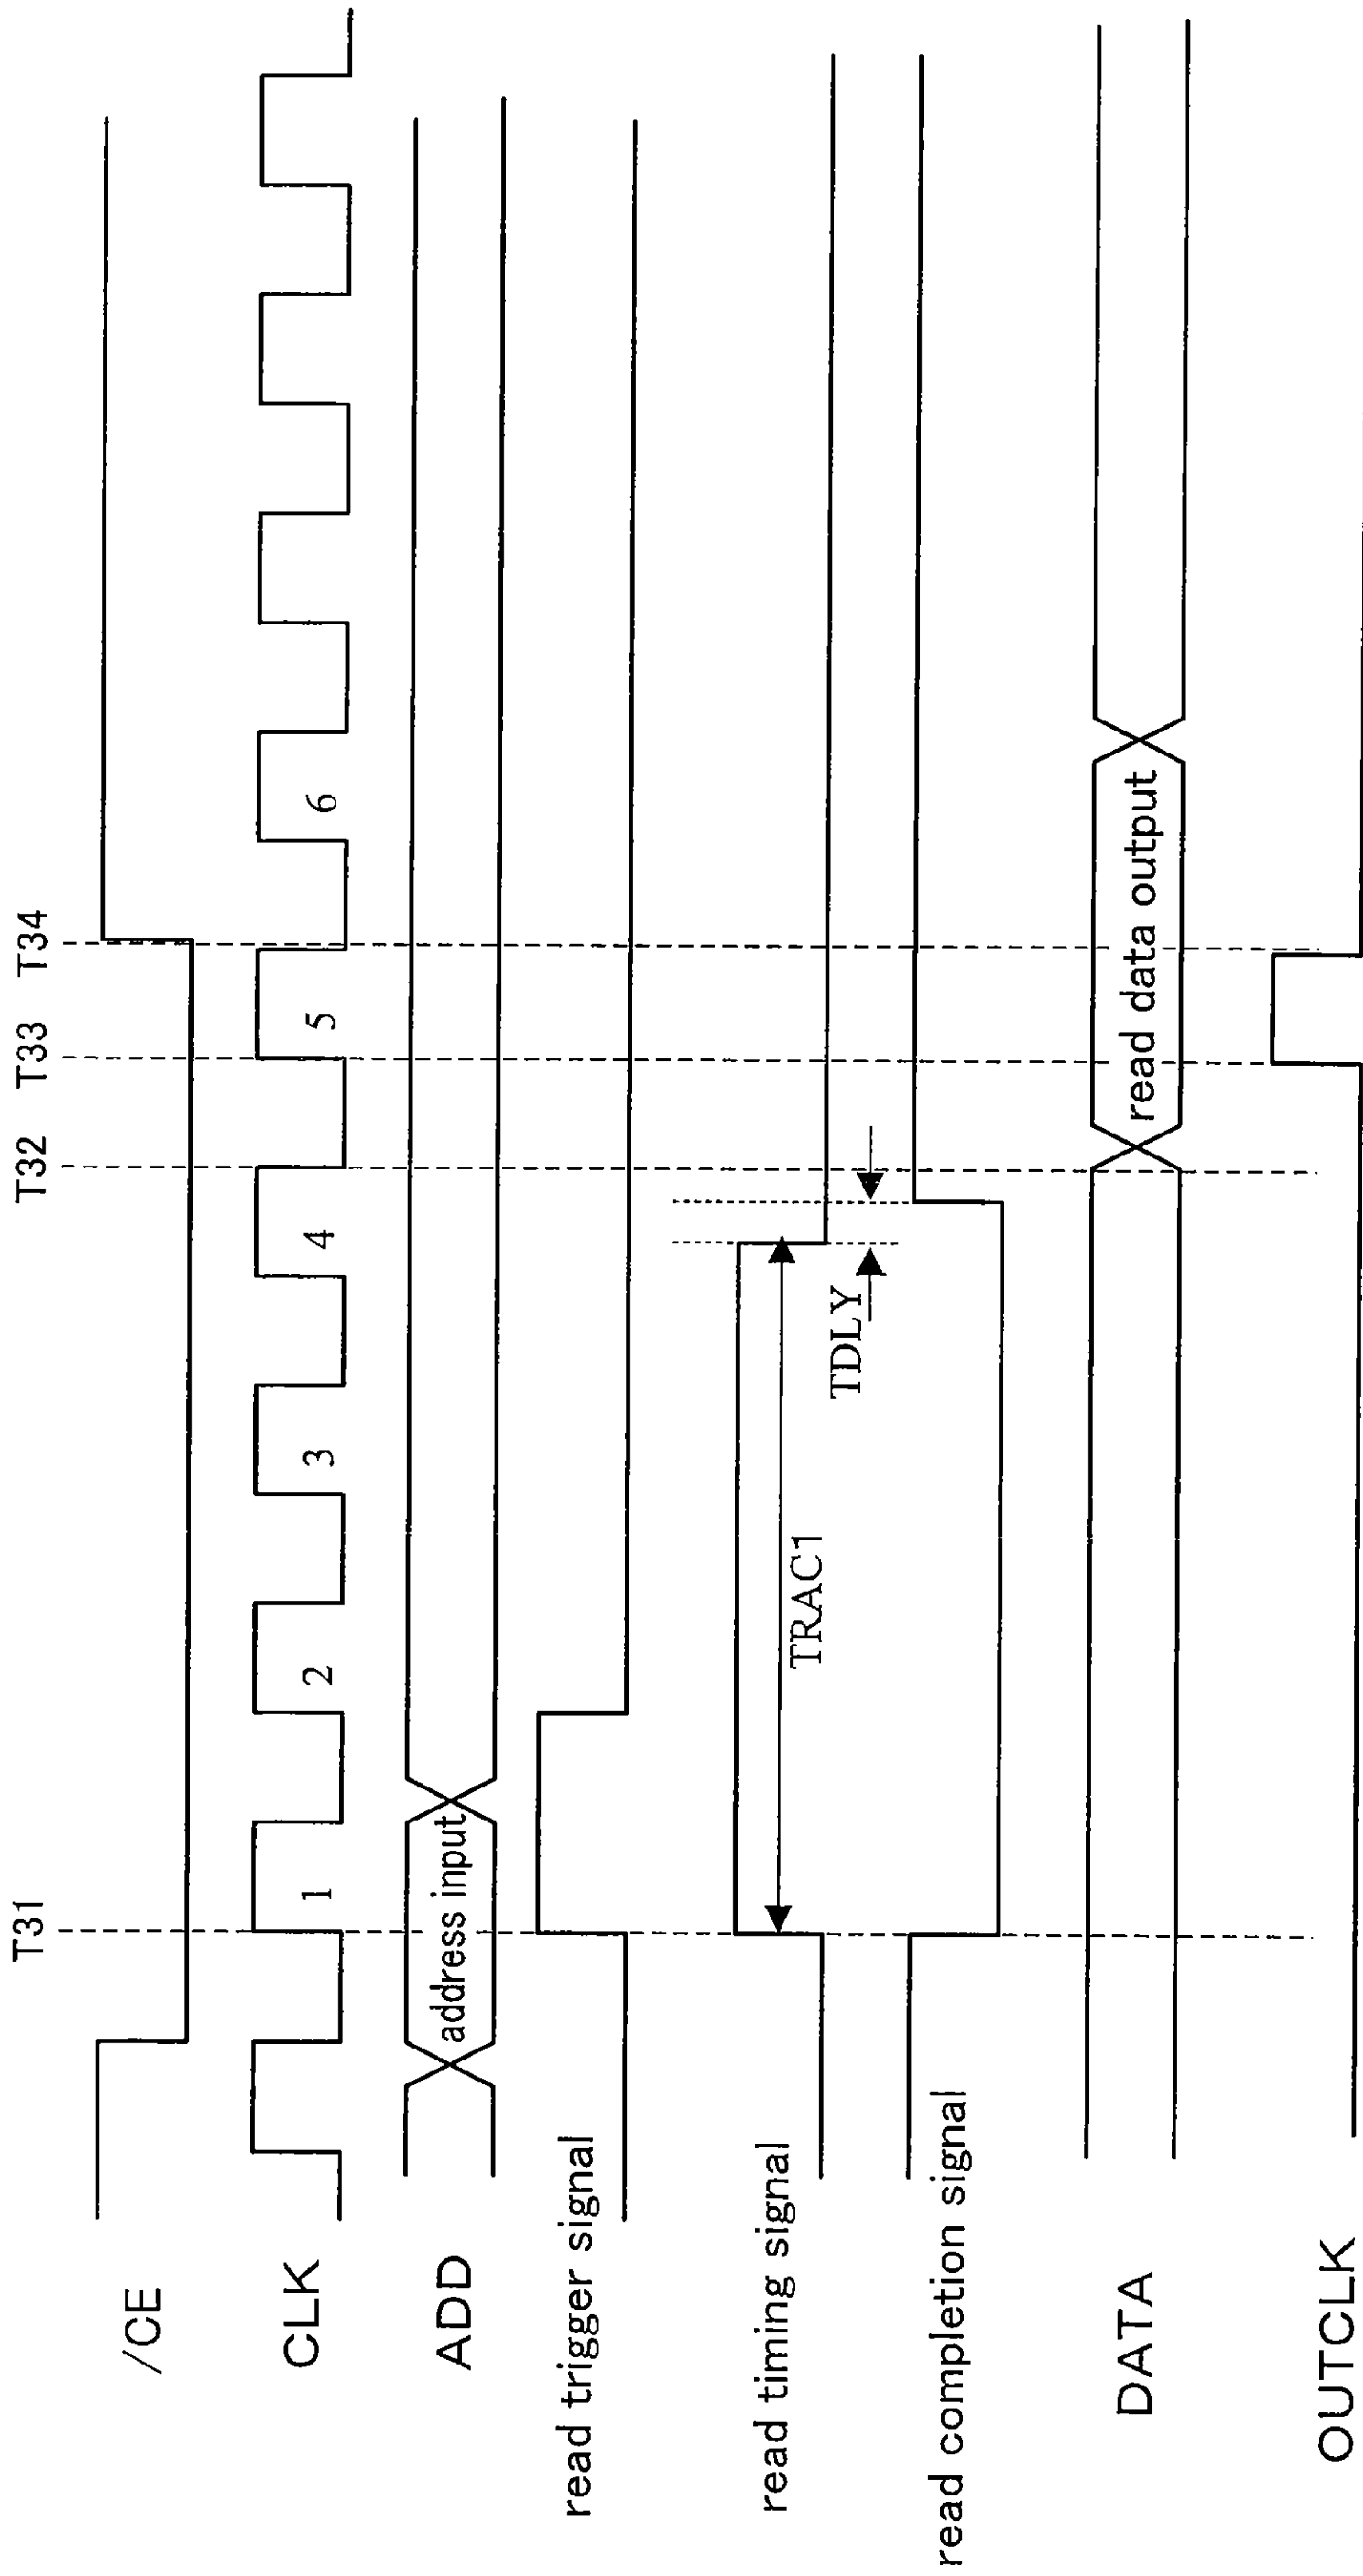 T31 T32 T33 T34
/CE
CLK
1 2 3 4 5 6
ADD
address input
read trigger signal
read timing signal
TRAC1
TDLY
read completion signal
DATA
read data output
OUTCLK